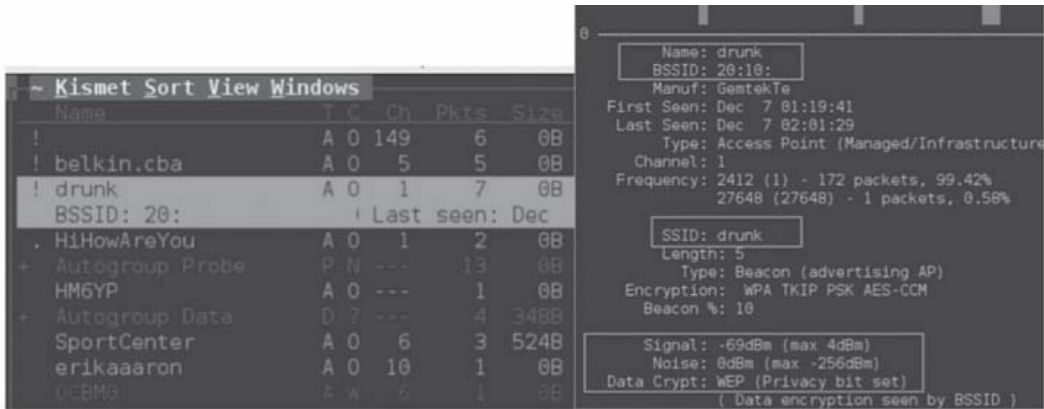 ~ Kismet Sort View Windows
Name T C Ch Pkts Size
! A O 149 6 0B
! belkin.cba A O 5 5 0B
! drunk A O 1 7 0B
BSSID: 20: Last seen: Dec
. HiHowAreYou A O 1 2 0B
+ Autogroup Probe P N --- 13 0B
HM6YP A O --- 1 0B
+ Autogroup Data D ? --- 4 348B
SportCenter A O 6 3 524B
erikaaaron A O 10 1 0B
OCBM0 A W 6 1 0B
0
Name: drunk
BSSID: 20:10:
Manuf: GemtekTe
First Seen: Dec 7 01:19:41
Last Seen: Dec 7 02:01:29
Type: Access Point (Managed/Infrastructure
Channel: 1
Frequency: 2412 (1) - 172 packets, 99.42%
27648 (27648) - 1 packets, 0.58%
SSID: drunk
Length: 5
Type: Beacon (advertising AP)
Encryption: WPA TKIP PSK AES-CCM
Beacon %: 10
Signal: -69dBm (max 4dBm)
Noise: 0dBm (max -256dBm)
Data Crypt: WEP (Privacy bit set)
( Data encryption seen by BSSID )